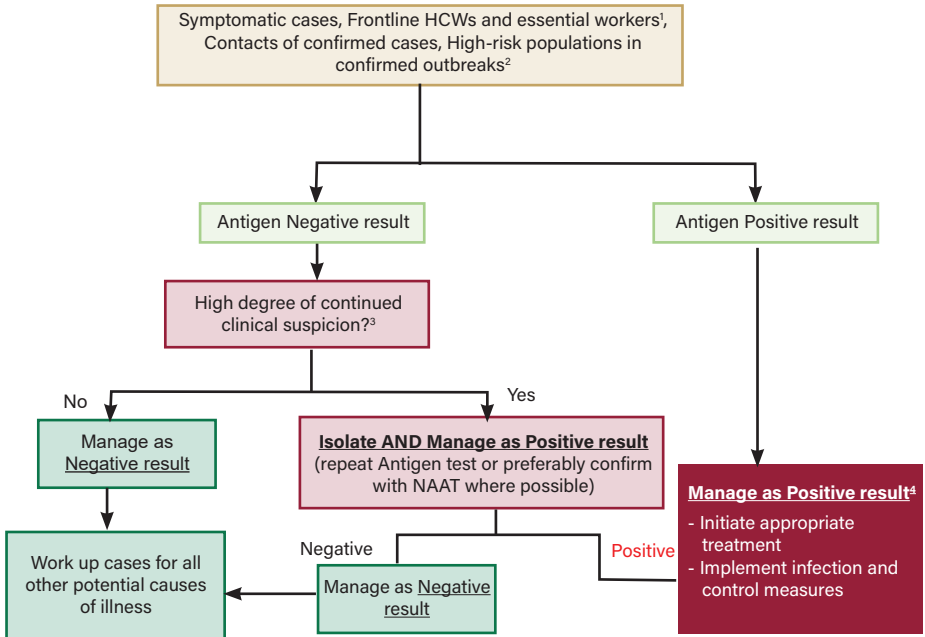 Symptomatic cases, Frontline HCWs and essential workers¹,
Contacts of confirmed cases, High-risk populations in
confirmed outbreaks²
Antigen Negative result
Antigen Positive result
High degree of continued
clinical suspicion?³
No
Yes
Manage as
Negative result
Isolate AND Manage as Positive result
(repeat Antigen test or preferably confirm
with NAAT where possible)
Manage as Positive result⁴
- Initiate appropriate
treatment
- Implement infection and
control measures
Negative
Positive
Work up cases for all
other potential causes
of illness
Manage as Negative
result